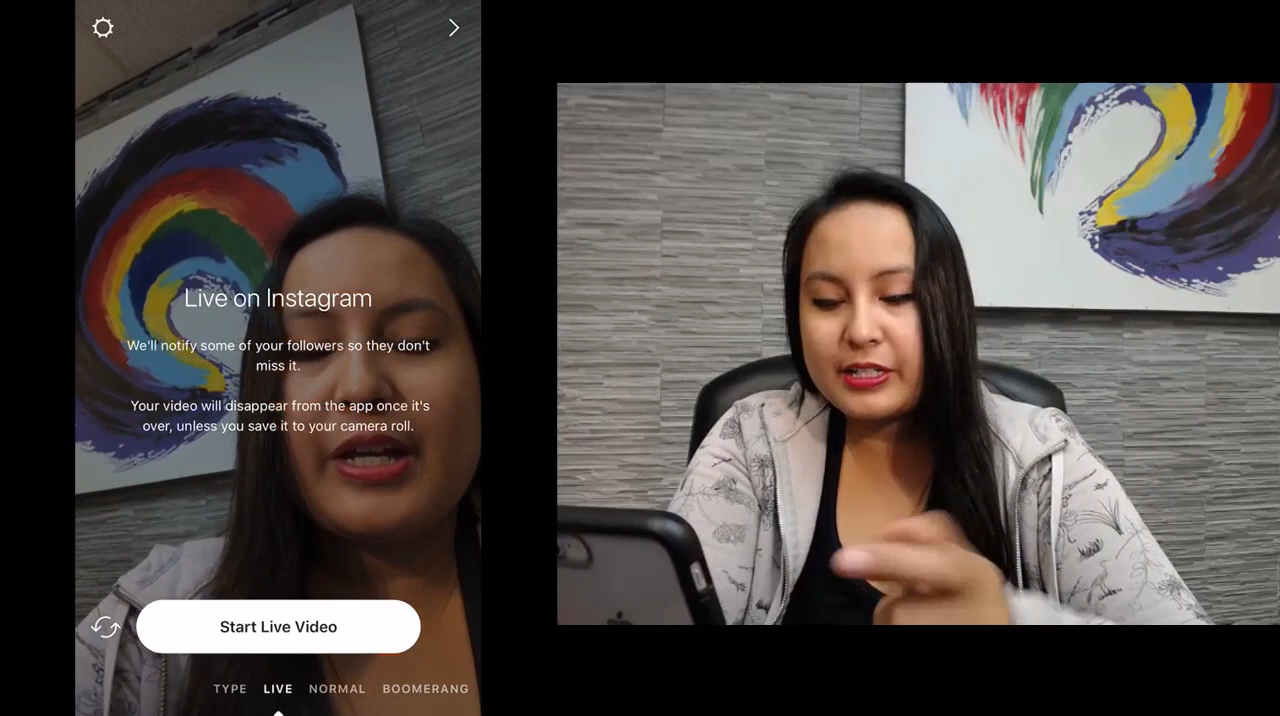 Live on Instagram
We'll notify some of your followers so they don't
miss it.
Your video will disappear from the app once it's
over, unless you save it to your camera roll.
Start Live Video
TYPE LIVE NORMAL BOOMERANG